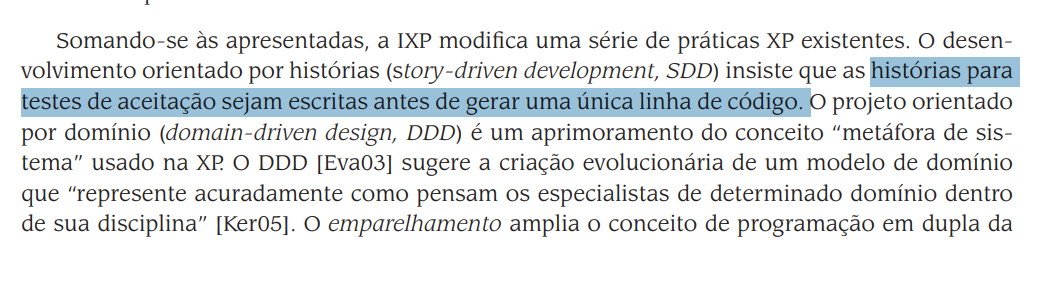 Somando-se às apresentadas, a IXP modifica uma série de práticas XP existentes. O desen-
volvimento orientado por histórias (story-driven development, SDD) insiste que as histórias para
testes de aceitação sejam escritas antes de gerar uma única linha de código. O projeto orientado
por domínio (domain-driven design, DDD) é um aprimoramento do conceito “metáfora de sis-
tema” usado na XP. O DDD [Eva03] sugere a criação evolucionária de um modelo de domínio
que “represente acuradamente como pensam os especialistas de determinado domínio dentro
de sua disciplina” [Ker05]. O emparelhamento amplia o conceito de programação em dupla da